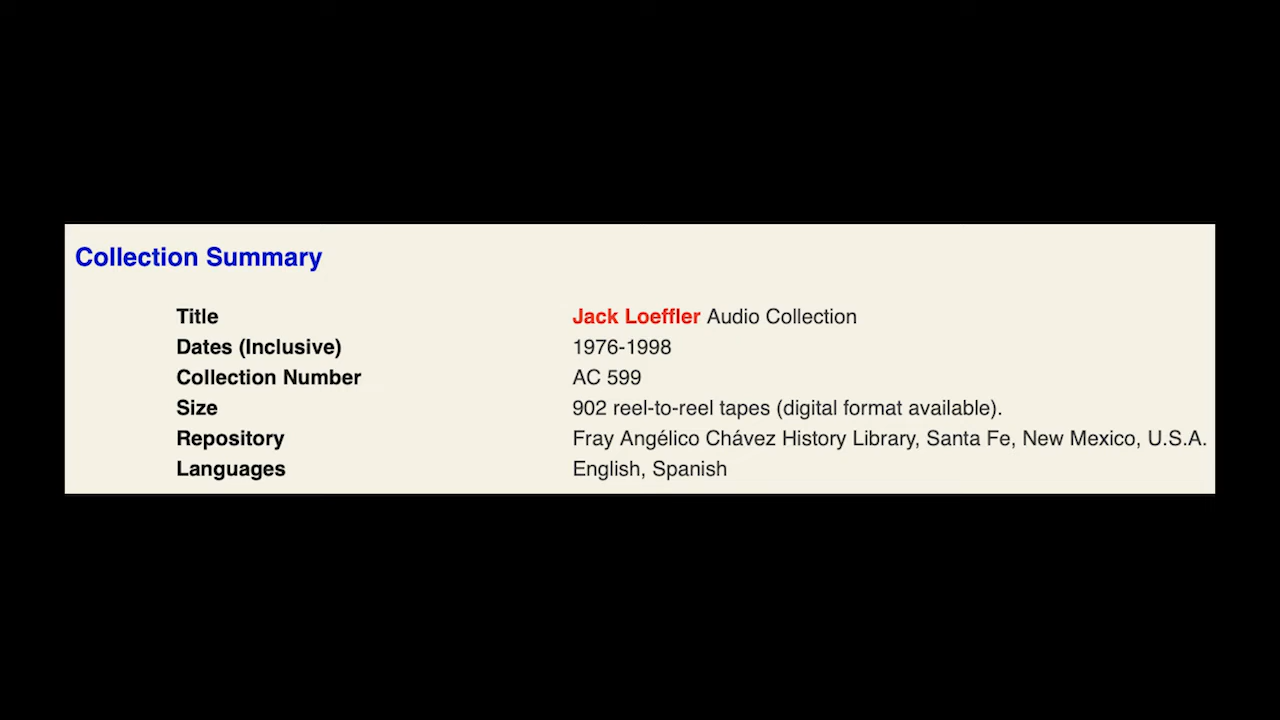 Collection Summary
Title Jack Loeffler Audio Collection
Dates (Inclusive) 1976-1998
Collection Number AC 599
Size 902 reel-to-reel tapes (digital format available).
Repository Fray Angélico Chávez History Library, Santa Fe, New Mexico, U.S.A.
Languages English, Spanish